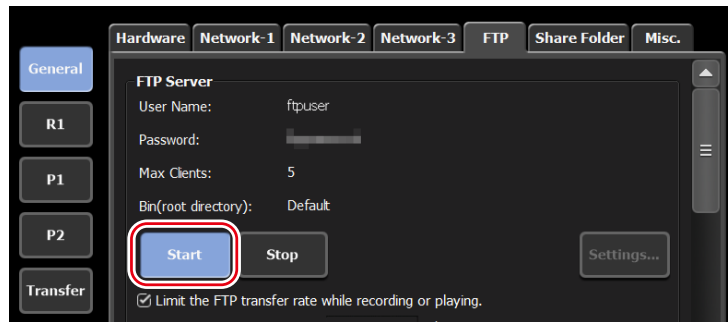 Hardware Network-1 Network-2 Network-3 FTP Share Folder Misc.
General
R1
P1
P2
Transfer
FTP Server
User Name: ftpuser
Password:
Max Clients: 5
Bin(root directory): Default
Start Stop Settings...
Limit the FTP transfer rate while recording or playing.